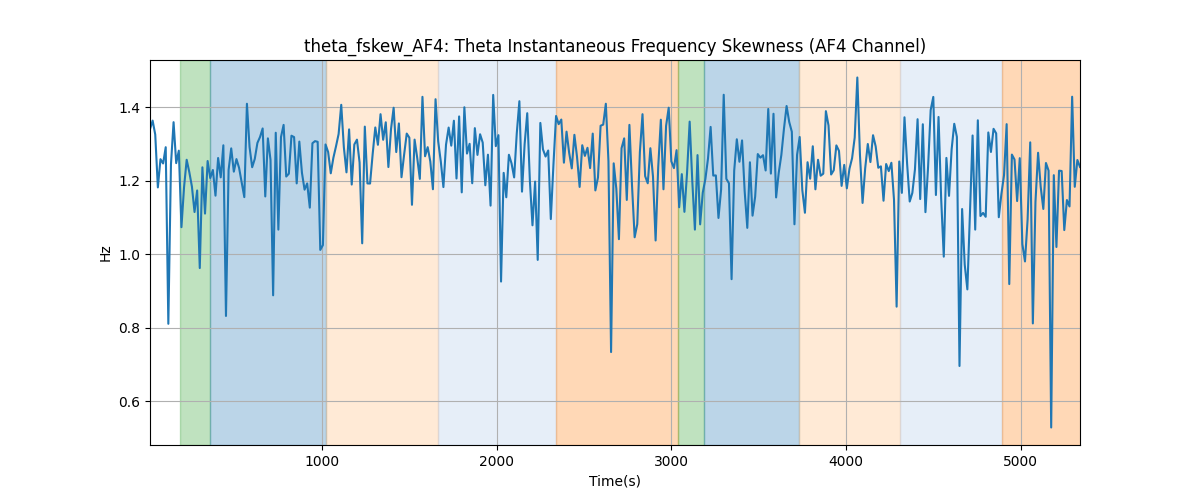 theta_fskew_AF4: Theta Instantaneous Frequency Skewness (AF4 Channel)
Hz
1.4
1.2
1.0
0.8
0.6
1000 2000 3000 4000 5000
Time(s)